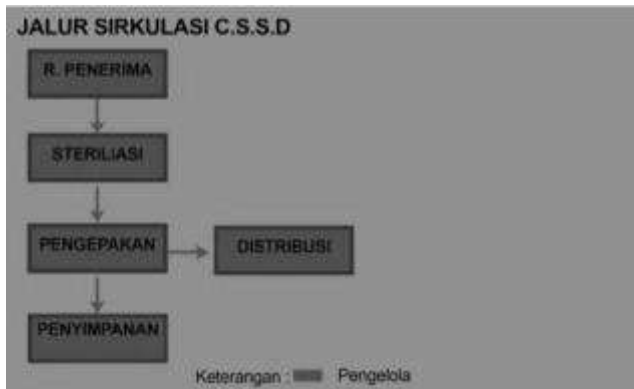 JALUR SIRKULASI C.S.S.D
R. PENERIMA
STERILIASI
PENGEPAKAN
DISTRIBUSI
PENYIMPANAN
Keterangan : Pengelola